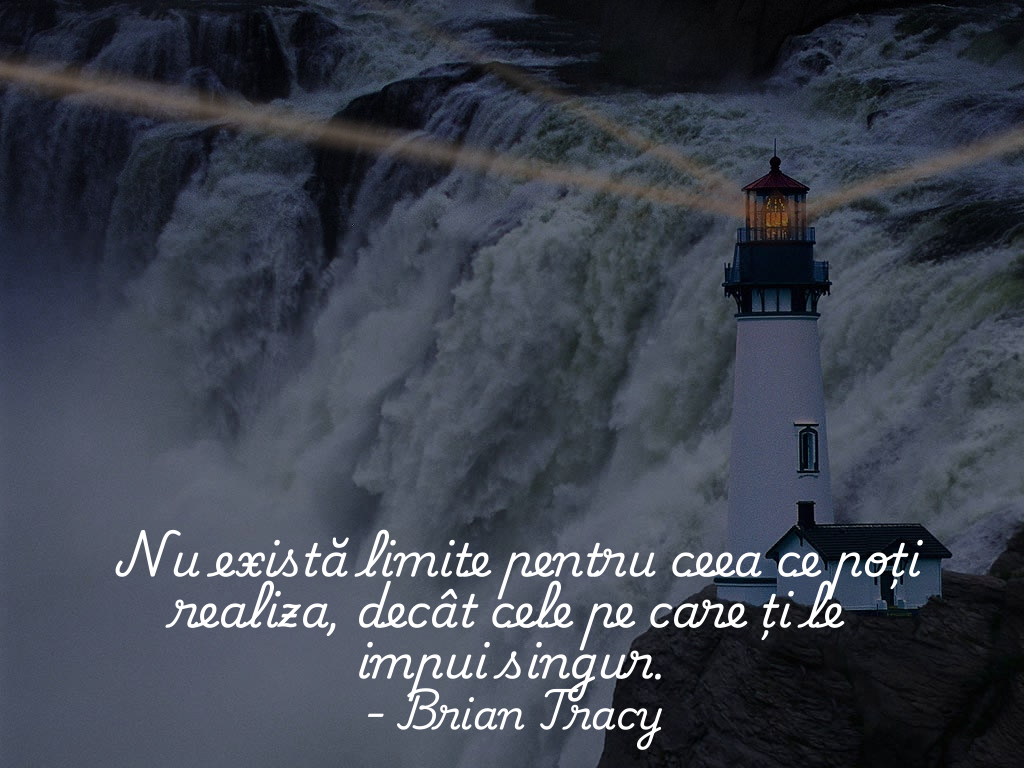 Nu există limite pentru ceea ce poți
realiza, decât cele pe care ți le
impui singur.
- Brian Tracy